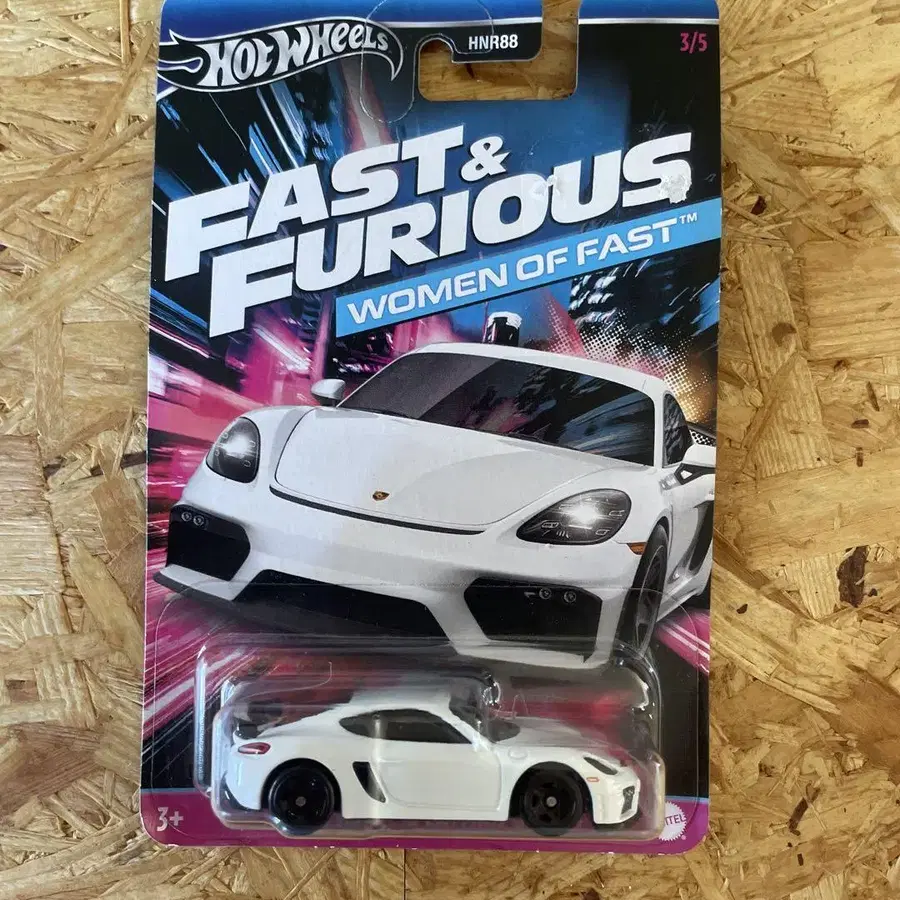 HOT WHEELS
HNR88
3/5
FAST &
FURIOUS
WOMEN OF FAST™
3+